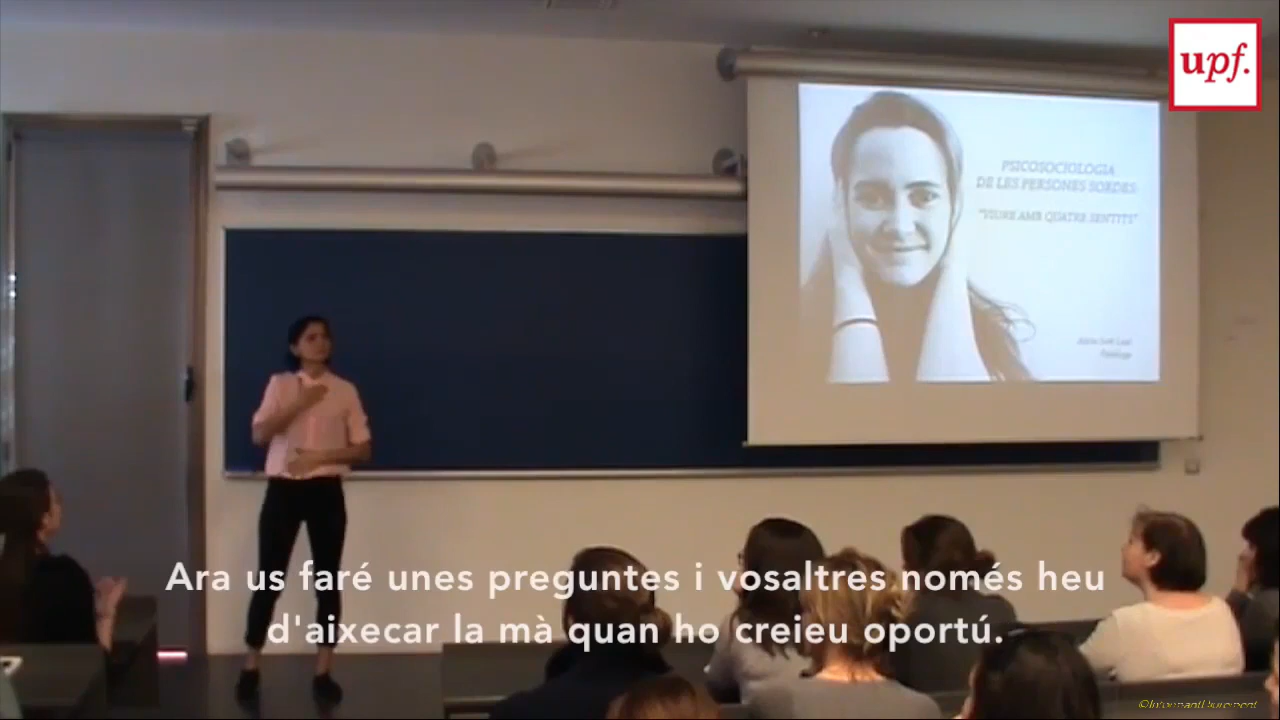 upf.
PSICOSOCIOLOGIA
DE LES PERSONES SORDES:
"VIURE AMB QUATRE SENTITS"
Ara us faré unes preguntes i vosaltres només heu
d'aixecar la mà quan ho creieu oportú.